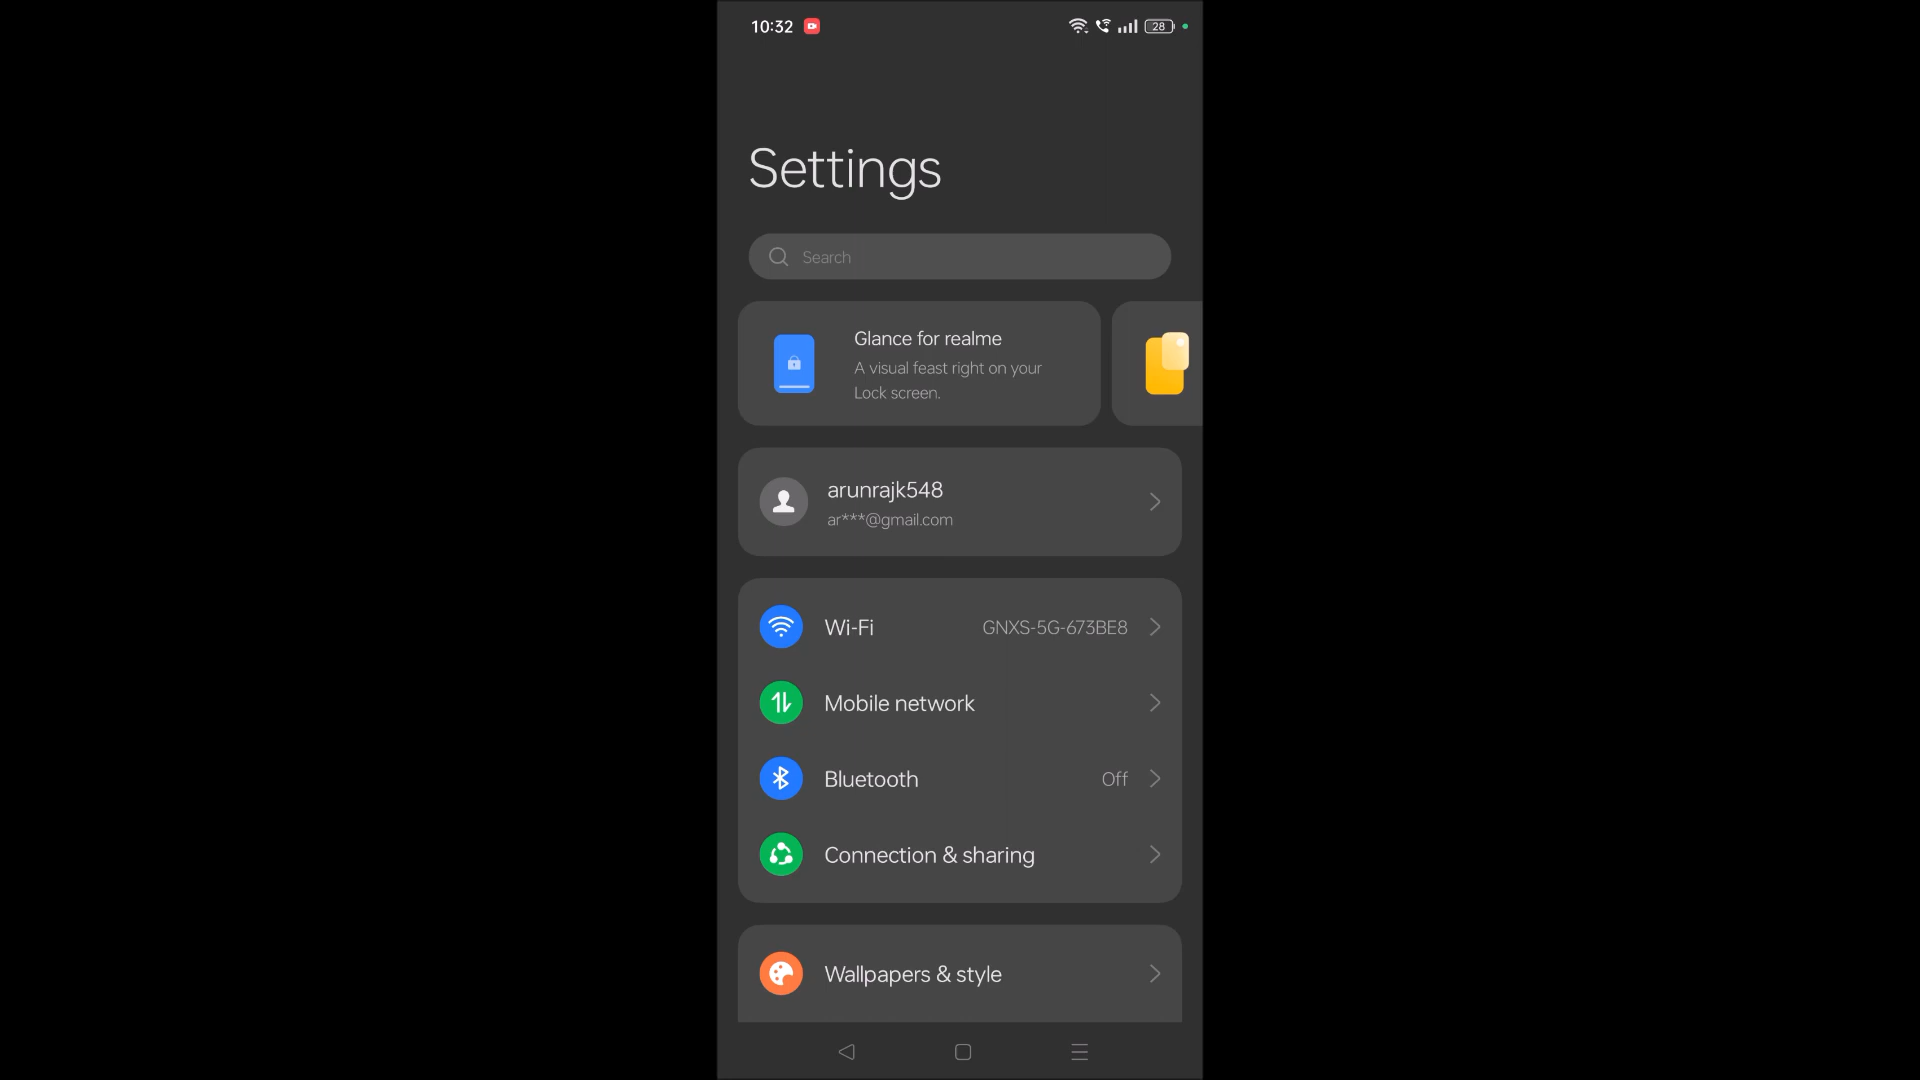 10:32
28
Settings
Search
Glance for realme
A visual feast right on your
Lock screen.
arunrajk548
ar***@gmail.com
Wi-Fi GNXS-5G-673BE8
Mobile network
Bluetooth Off
Connection & sharing
Wallpapers & style